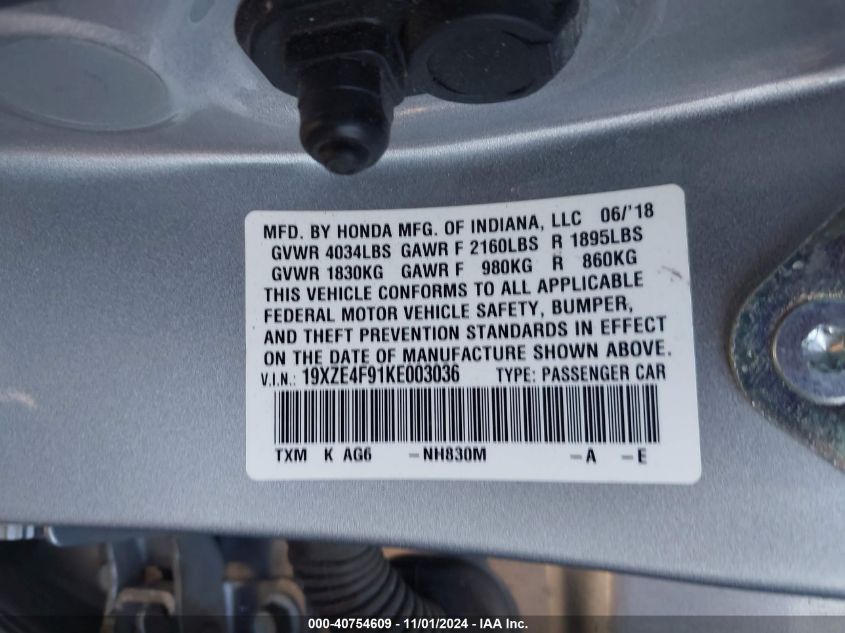 MFD. BY HONDA MFG. OF INDIANA, LLC 06/'18
GVWR 4034LBS GAWR F 2160LBS R 1895LBS
GVWR 1830KG GAWR F 980KG R 860KG
THIS VEHICLE CONFORMS TO ALL APPLICABLE
FEDERAL MOTOR VEHICLE SAFETY, BUMPER,
AND THEFT PREVENTION STANDARDS IN EFFECT
ON THE DATE OF MANUFACTURE SHOWN ABOVE.
V.I.N.: 19XZE4F91KE003036 TYPE: PASSENGER CAR
TXM K AG6 -NH830M -A -E
000-40754609 - 11/01/2024 - IAA Inc.